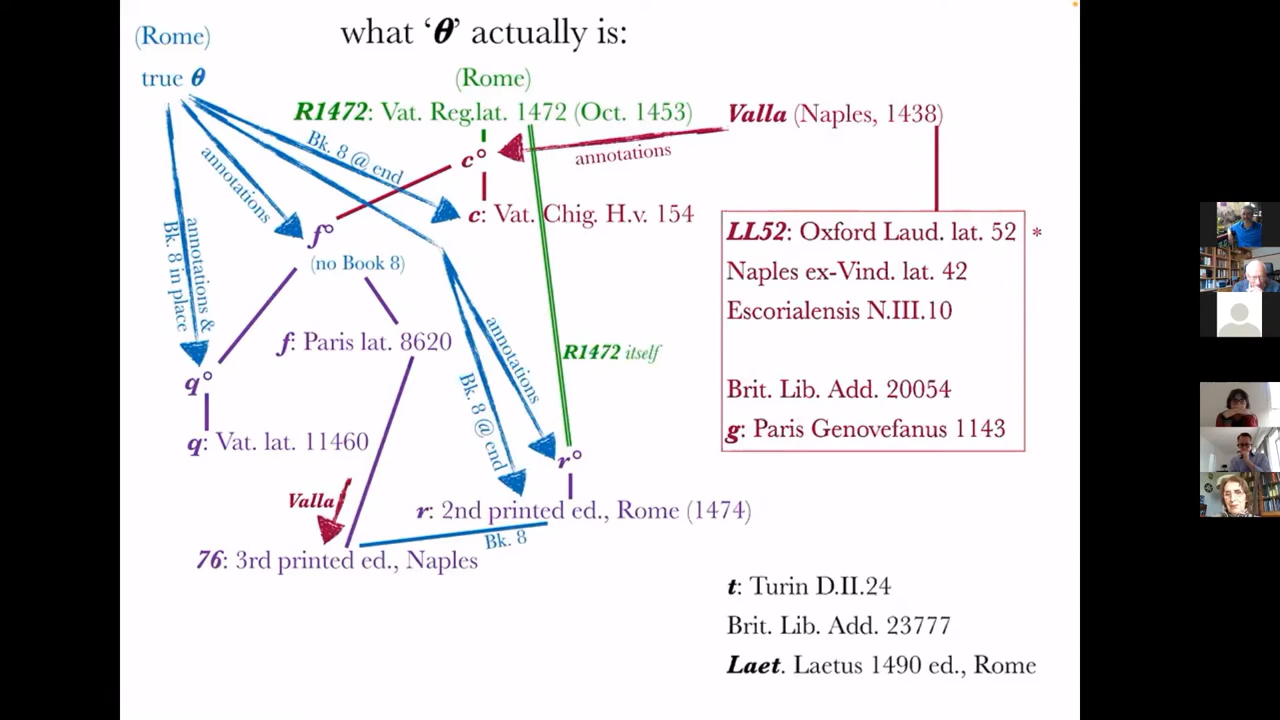 what ‘θ’ actually is:
(Rome)
true θ
(Rome)
R1472: Vat. Reg.lat. 1472 (Oct. 1453)
Valla (Naples, 1438)
Bk. 8 @ end
annotations
c°
annotations
c: Vat. Chig. H.v. 154
f°
(no Book 8)
annotations &
Bk. 8 in place
LL52: Oxford Laud. lat. 52 *
Naples ex-Vind. lat. 42
Escorialensis N.III.10
Brit. Lib. Add. 20054
g: Paris Genovefanus 1143
f: Paris lat. 8620
annotations
R1472 itself
Bk. 8 @ end
q°
q: Vat. lat. 11460
r°
Valla
r: 2nd printed ed., Rome (1474)
Bk. 8
76: 3rd printed ed., Naples
t: Turin D.II.24
Brit. Lib. Add. 23777
Laet. Laetus 1490 ed., Rome